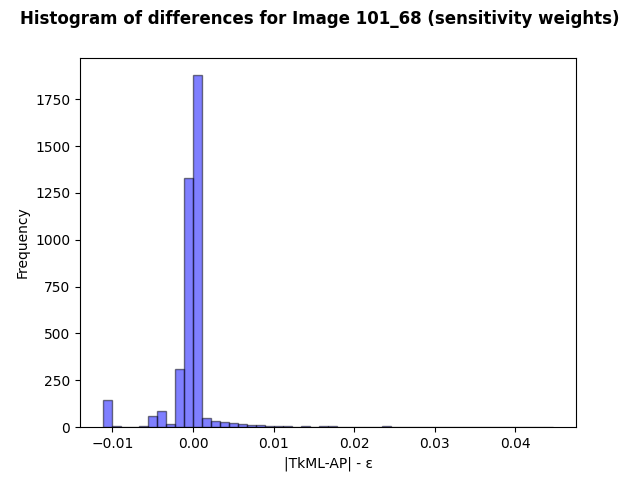 Histogram of differences for Image 101_68 (sensitivity weights)
1750
1500
1250
1000
750
500
250
0
Frequency
−0.01 0.00 0.01 0.02 0.03 0.04
|TkML-AP| - ε